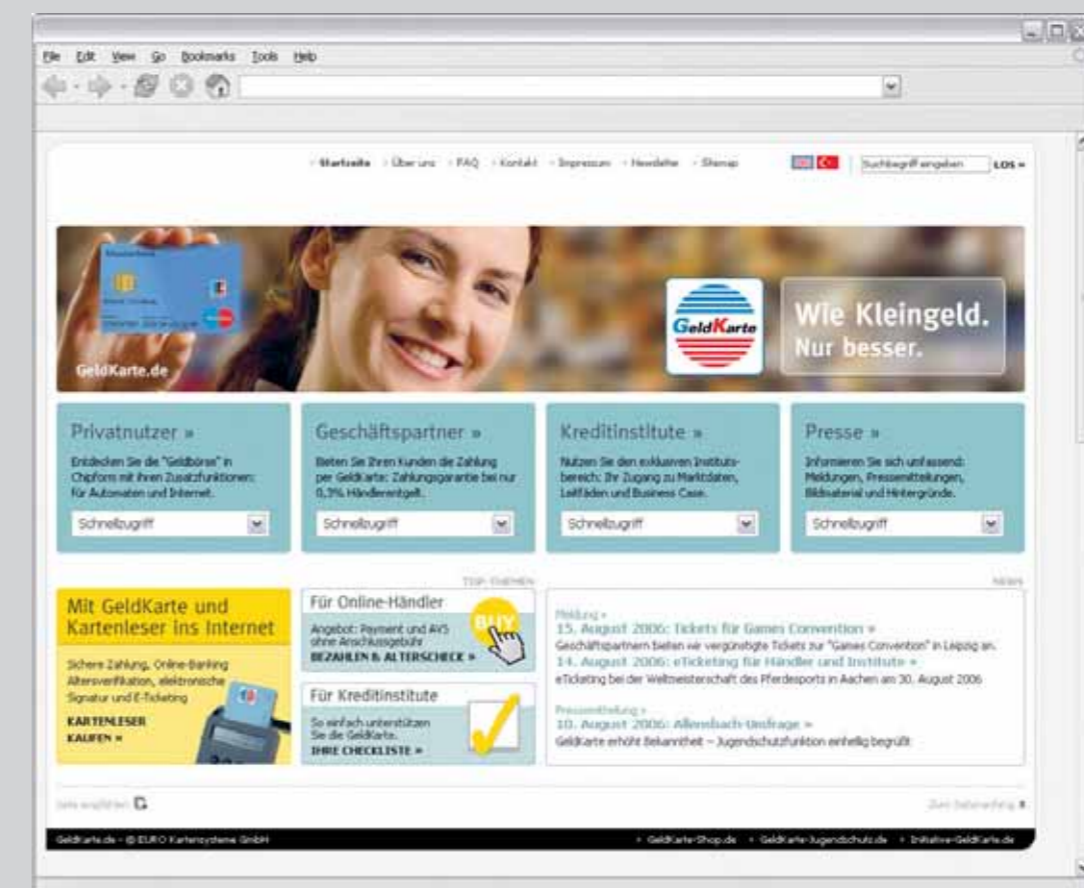 File Edit View Go Bookmarks Tools Help
Startseite Über uns FAQ Kontakt Impressum Newsletter Sitemap
Suchbegriff eingeben LOS »
GeldKarte.de
GeldKarte
Wie Kleingeld.
Nur besser.
Privatnutzer »
Entdecken Sie die "Geldbörse" in
Chipform mit ihren Zusatzfunktionen:
für Automaten und Internet.
Schnellzugriff
Geschäftspartner »
Bieten Sie Ihren Kunden die Zahlung
per GeldKarte: Zahlungsgarantie bei nur
0,3% Händlerentgelt.
Schnellzugriff
Kreditinstitute »
Nutzen Sie den exklusiven Instituts-
bereich: Ihr Zugang zu Marktdaten,
Leitfäden und Business Case.
Schnellzugriff
Presse »
Informieren Sie sich umfassend:
Meldungen, Pressemitteilungen,
Bildmaterial und Hintergründe.
Schnellzugriff
Mit GeldKarte und
Kartenleser ins Internet
Sichere Zahlung, Online-Banking
Altersverifikation, elektronische
Signatur und E-Ticketing
KARTENLESER
KAUFEN »
TOP-THEMEN
Für Online-Händler
Angebot: Payment und AVS
ohne Anschlussgebühr
BEZAHLEN & ALTERSCHECK »
BUY
Für Kreditinstitute
So einfach unterstützen
Sie die GeldKarte.
IHRE CHECKLISTE »
NEWS
Meldung »
15. August 2006: Tickets für Games Convention »
Geschäftspartnern bieten wir vergünstigte Tickets zur "Games Convention" in Leipzig an.
14. August 2006: eTicketing für Händler und Institute »
eTicketing bei der Weltmeisterschaft des Pferdesports in Aachen am 30. August 2006
Pressemitteilung »
10. August 2006: Allensbach-Umfrage »
GeldKarte erhöht Bekanntheit – Jugendschutzfunktion einhellig begrüßt
Seite empfehlen
Zum Seitenanfang
GeldKarte.de - © EURO Kartensysteme GmbH
GeldKarte-Shop.de GeldKarte-Jugendschutz.de Initiative-GeldKarte.de